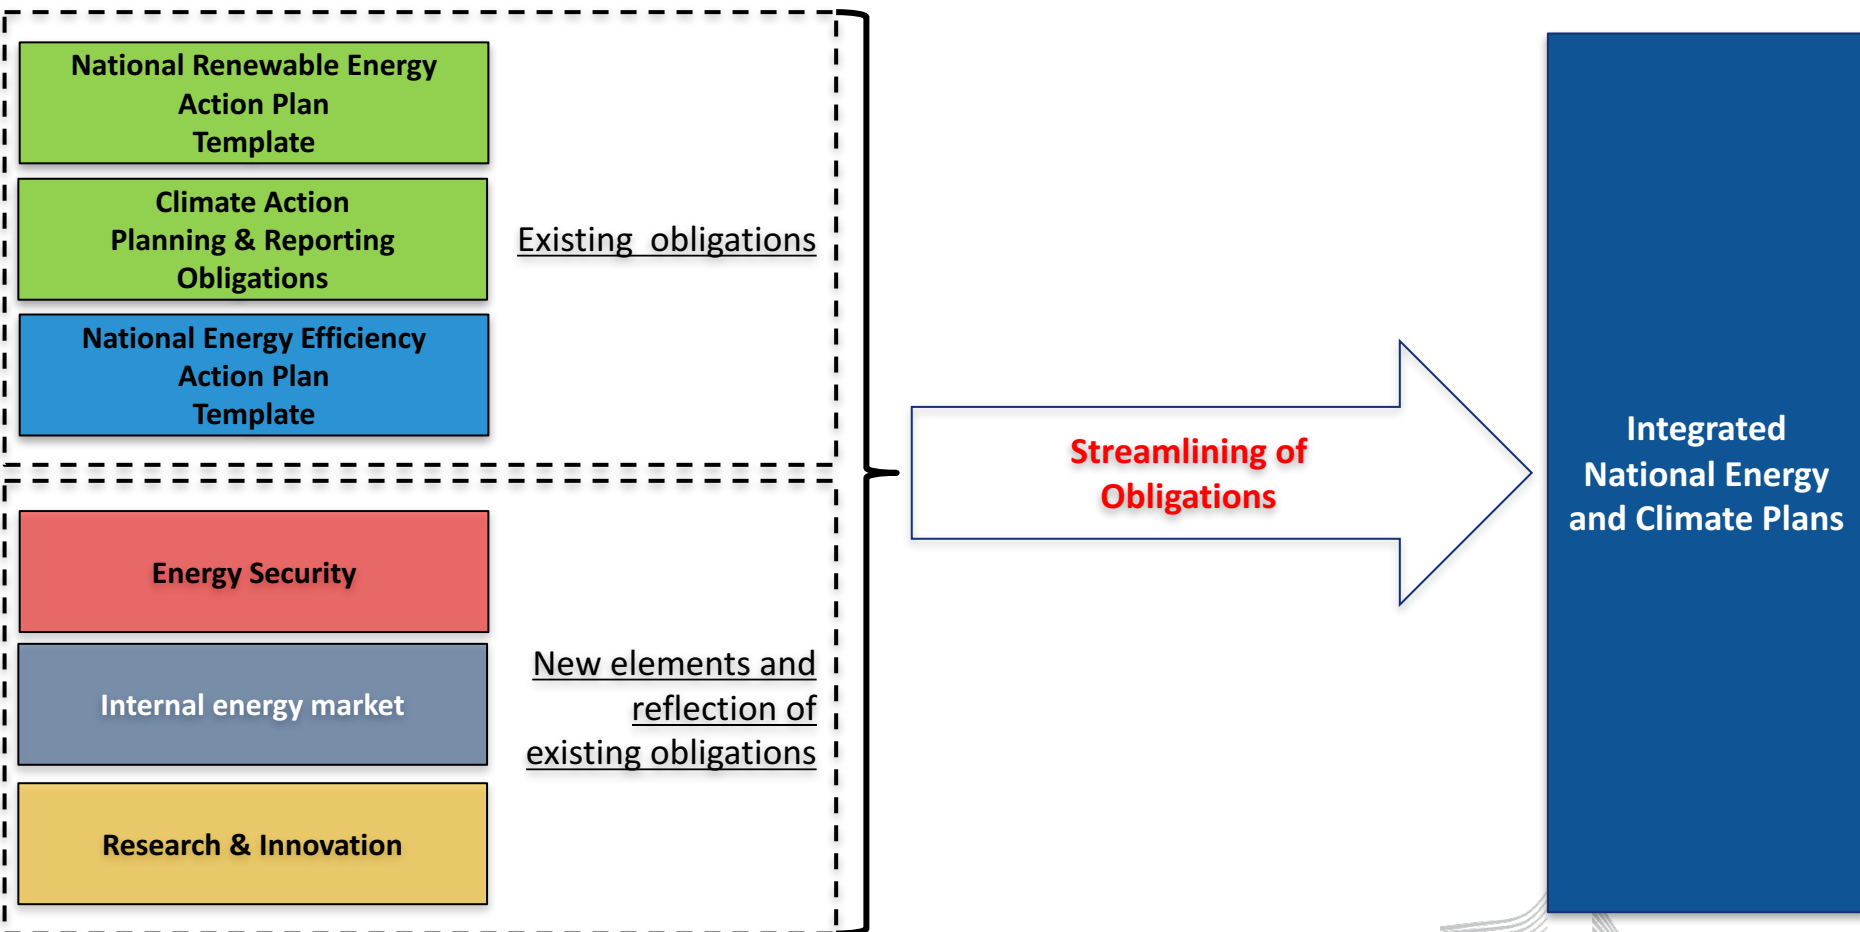 National Renewable Energy
Action Plan
Template
Climate Action
Planning & Reporting
Obligations
Existing obligations
National Energy Efficiency
Action Plan
Template
Streamlining of
Obligations
Integrated
National Energy
and Climate Plans
Energy Security
Internal energy market
New elements and
reflection of
existing obligations
Research & Innovation